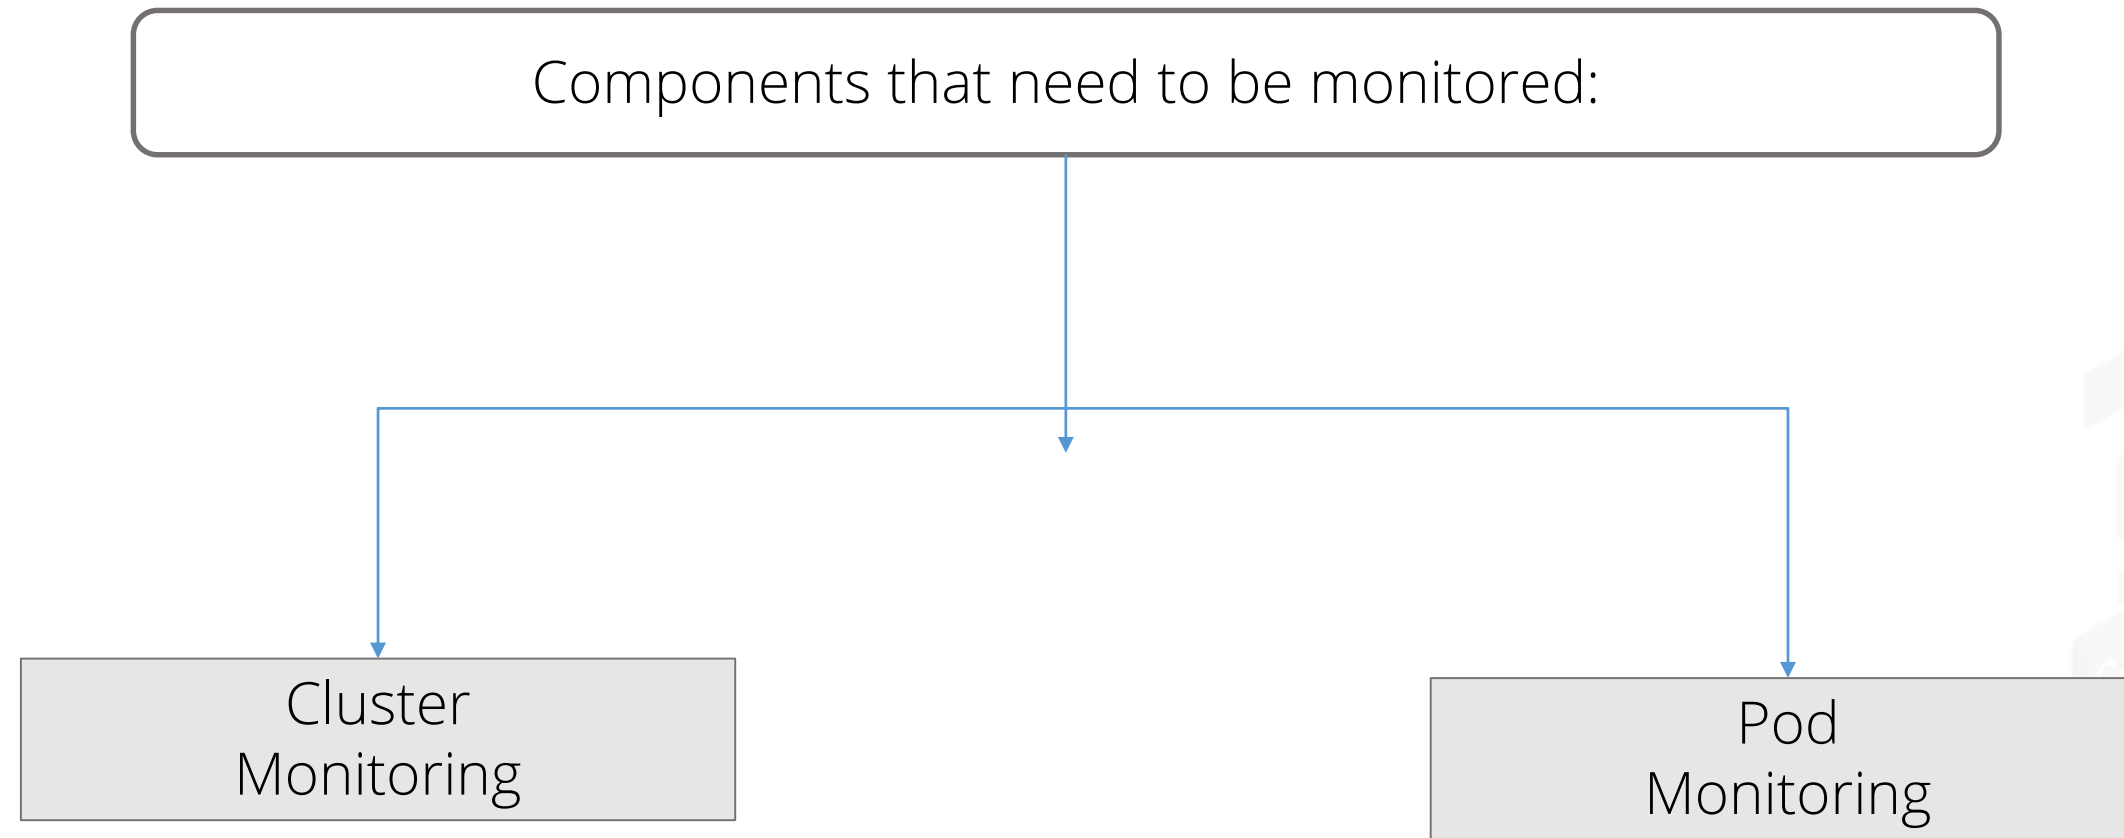 Components that need to be monitored:
Cluster
Monitoring
Pod
Monitoring